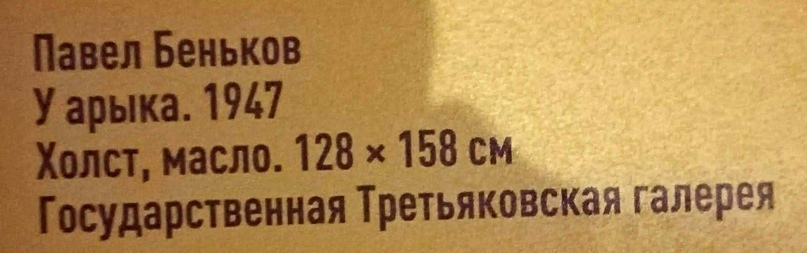 Павел Беньков
У арыка. 1947
Холст, масло. 128 × 158 см
Государственная Третьяковская галерея